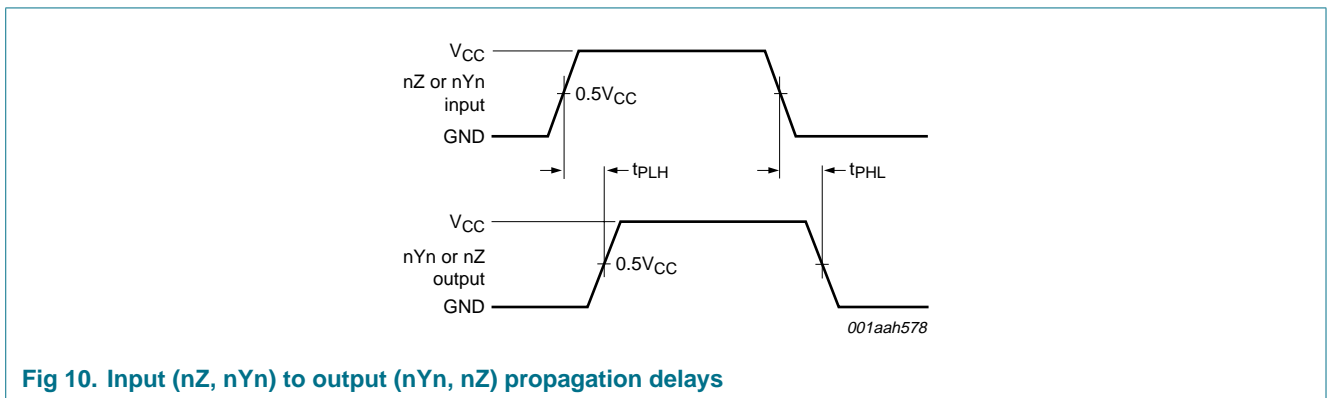 VCC
nZ or nYn
input
0.5VCC
GND
tPLH
tPHL
VCC
nYn or nZ
output
0.5VCC
GND
001aah578
Fig 10. Input (nZ, nYn) to output (nYn, nZ) propagation delays